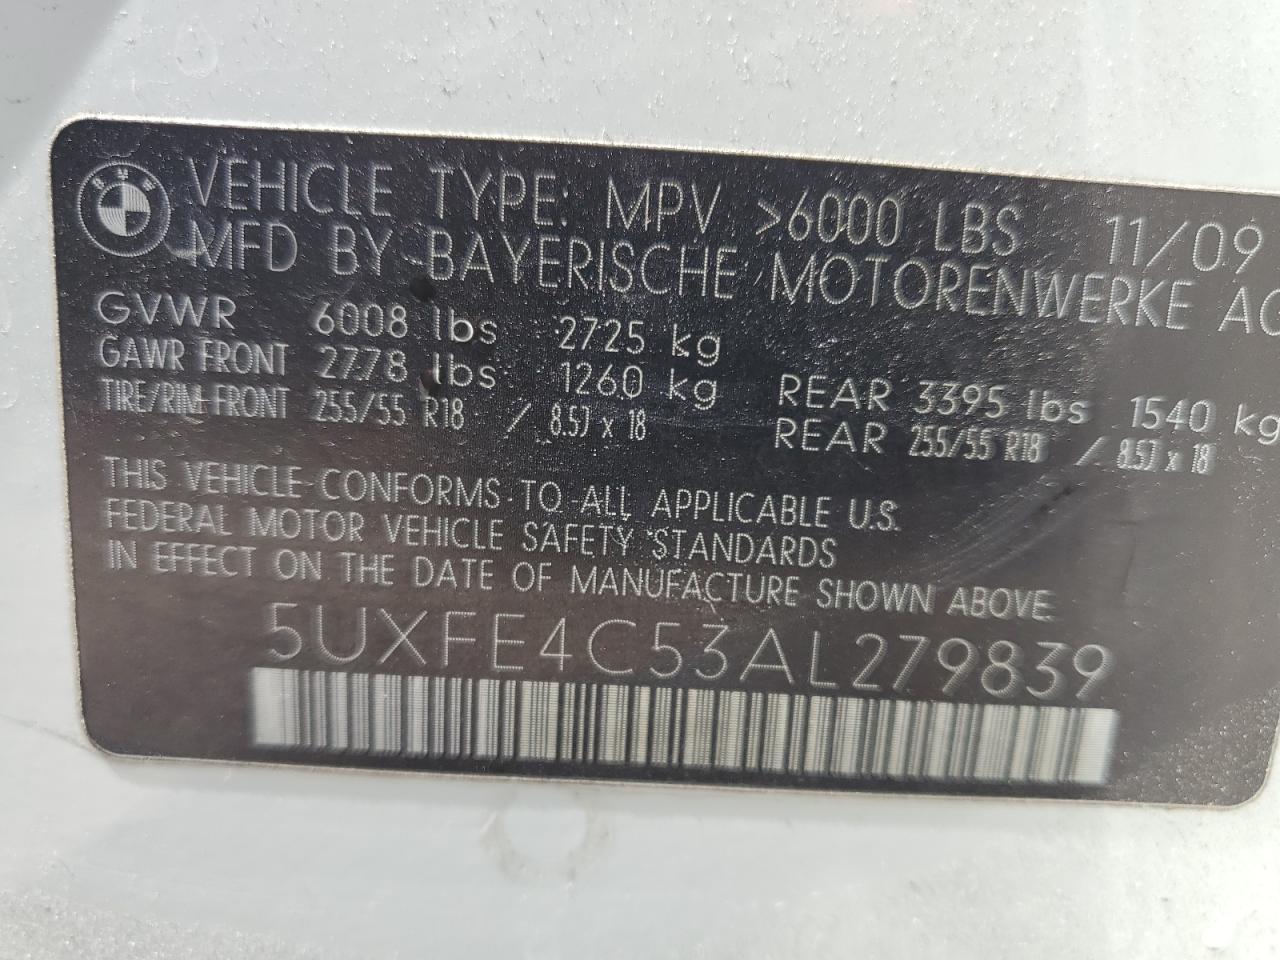 BMW
VEHICLE TYPE: MPV >6000 LBS 11/09
MFD BY BAYERISCHE MOTORENWERKE AG
GVWR 6008 lbs 2725 kg
GAWR FRONT 2778 lbs 1260 kg REAR 3395 lbs 1540 kg
TIRE/RIM FRONT 255/55 R18 / 8.5J x 18 REAR 255/55 R18 / 8.5J x 18
THIS VEHICLE CONFORMS TO ALL APPLICABLE U.S.
FEDERAL MOTOR VEHICLE SAFETY STANDARDS
IN EFFECT ON THE DATE OF MANUFACTURE SHOWN ABOVE
5UXFE4C53AL279839